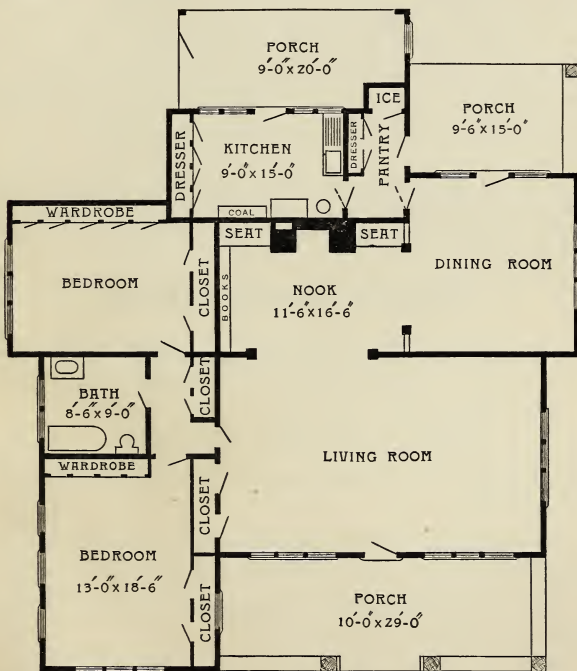 PORCH
9'-0"x20'-0"
ICE
PORCH
9'-6"x15'-0"
DRESSER
KITCHEN
9'-0"x15'-0"
DRESSER
PANTRY
COAL
WARDROBE
SEAT
SEAT
BEDROOM
CLOSET
BOOKS
NOOK
11'-6"x16'-6"
DINING ROOM
BATH
8'-6"x9'-0"
CLOSET
WARDROBE
LIVING ROOM
CLOSET
BEDROOM
13'-0"x18'-6"
CLOSET
PORCH
10'-0"x29'-0"